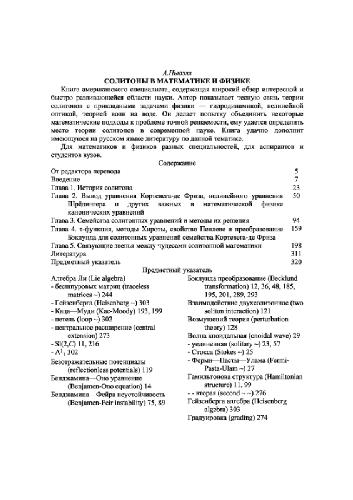 А.Ньюэлл
СОЛИТОНЫ В МАТЕМАТИКЕ И ФИЗИКЕ
Книга американского специалиста, содержащая широкий обзор интересной и
быстро развивающейся области науки. Автор показывает тесную связь теории
солитонов с прикладными задачами физики — гидродинамикой, нелинейной
оптикой, теорией волн на воде. Он делает попытку объединить некоторые
математические подходы к проблеме точной решаемости, ему удается определить
место теории солитонов в современной науке. Книга удачно дополнит
имеющуюся на русском языке литературу по данной тематике.
Для математиков и физиков разных специальностей, для аспирантов и
студентов вузов.
Содержание
От редактора перевода 5
Введение 7
Глава 1. История солитона 23
Глава 2. Вывод уравнения Кортевега-де Фриза, нелинейного уравнения 50
Шрёдингера и других важных в математической физике
канонических уравнений
Глава 3. Семейства солитонных уравнений и методы их решения 94
Глава 4. τ-функция, методы Хироты, свойство Пенлеве и преобразования 159
Бэклунда для солитонных уравнений семейства Кортевега-де Фриза
Глава 5. Связующие звенья между чудесами солитонной математики 198
Литература 311
Предметный указатель 320
Предметный указатель
Алгебра Ли (Lie algebra)
- бесшпуровых матриц (traceless
matrices ~) 244
- Гейзенберга (Heisenberg ~) 303
- Каца—Муди (Kac-Moody) 193, 199
- петель (loop ~) 302
- центральное расширение (central
extension) 273
- Sl(2,C) 11, 216
- A¹₁ 302
Безотражательные потенциалы
(reflectionless potentials) 119
Бенджамина—Оно уравнение
(Benjamen-Ono equation) 14
Бенджамина—Фейра неустойчивость
(Benjamen-Feir instability) 75, 89
Бэклунда преобразование (Becklund
transformation) 12, 36, 48, 185,
195, 201, 289, 293
Взаимодействие двухсолитонное (two
soliton interaction) 121
Возмущений теория (perturbation
theory) 128
Волна кноидальная (cnoidal wave) 29
- уединенная (solitary ~) 23, 57
- Стокса (Stokes ~) 25
- Ферми—Паста—Улама (Fermi-
Pasta-Ulam ~) 27
Гамильтонова структура (Hamiltonian
structure) 11, 99
- - вторая (second ~ ~) 276
Гейзенберга алгебра (Heisenberg
algebra) 303
Градуировка (grading) 274